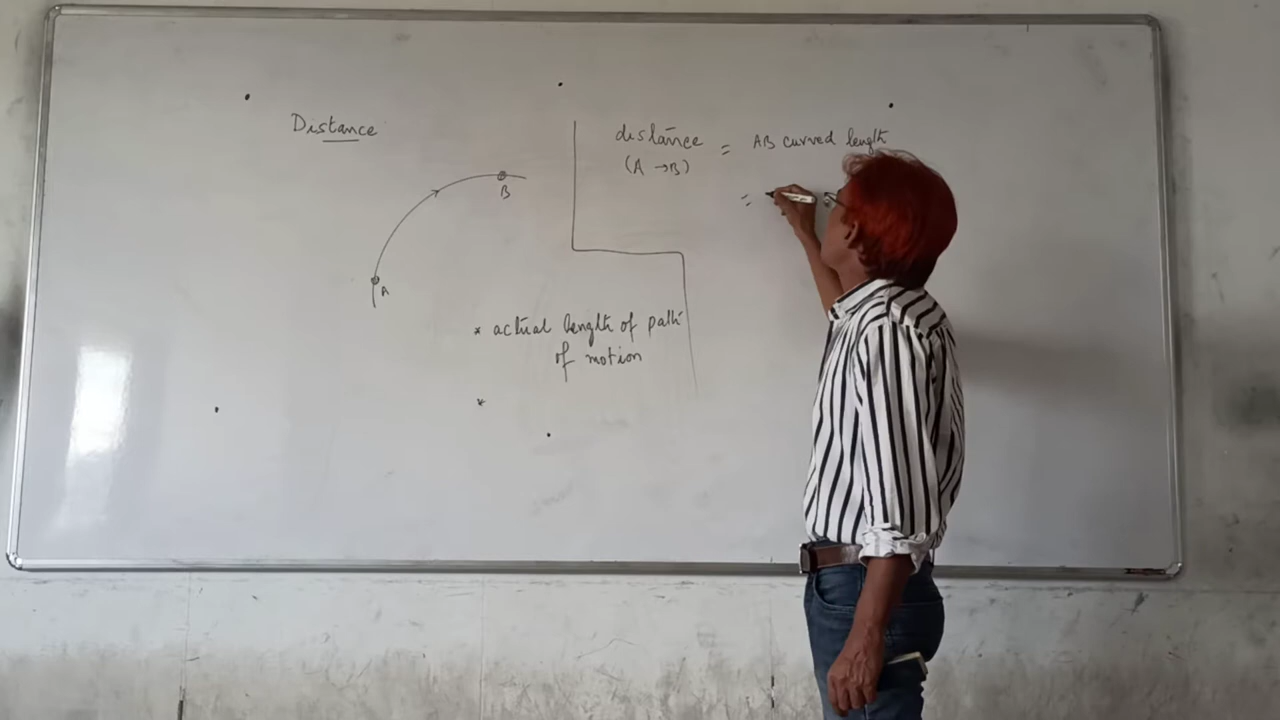 Distance
B
A
* actual length of path
of motion
*
distance = AB curved length
(A → B)
=